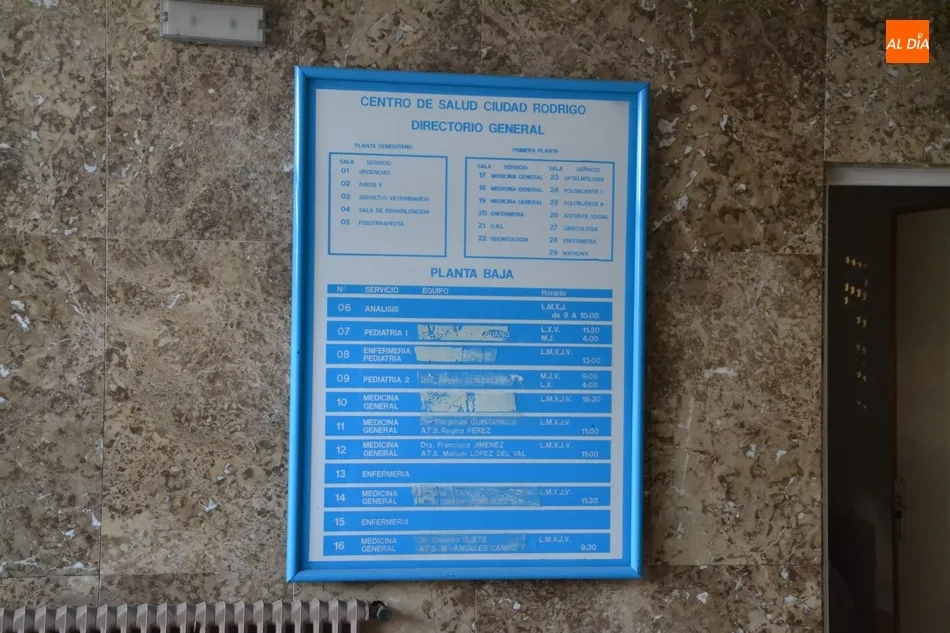 AL DÍA
CENTRO DE SALUD CIUDAD RODRIGO
DIRECTORIO GENERAL
PLANTA SEMISOTANO
SALA SERVICIO
01 URGENCIAS
02 RAYOS X
03 SERVICIOS VETERINARIOS
04 SALA DE REHABILITACION
05 FISIOTERAPEUTA
PRIMERA PLANTA
SALA SERVICIO SALA SERVICIO
17 MEDICINA GENERAL 23 OFTALMOLOGIA
18 MEDICINA GENERAL 24 POLIVALENTE I
19 MEDICINA GENERAL 25 POLIVALENTE II
20 ENFERMERIA 26 SOCIAL
21 27 GINECOLOGIA
22 ODONTOLOGIA 28 ENFERMERIA
29 MATRONA
PLANTA BAJA
Nº SERVICIO EQUIPO Horario
06 ANALISIS L.M.X.J.
de 9 A 10:00
07 PEDIATRIA 1 L.X.V. 11:30
M.J. 4.00
08 ENFERMERIA L.M.X.J.V.
PEDIATRIA 13:00
09 PEDIATRIA 2 Dra. Angela GONZALEZ M.J.V. 9:00
L.X. 4:00
10 MEDICINA L.M.X.J.V. 16:30
GENERAL
11 MEDICINA QUINTANILLA L.M.X.J.V.
GENERAL A.T.S. Regina PEREZ 11.00
12 MEDICINA Dra. Francisca JIMENEZ L.M.X.J.V.
GENERAL A.T.S. Manuel LOPEZ DEL VAL 11:00
13 ENFERMERIA
14 MEDICINA L.M.X.J.V.
GENERAL 11.30
15 ENFERMERIA
16 MEDICINA L.M.X.J.V.
GENERAL A.T.S. M. ANGELES CAMPO 9:30